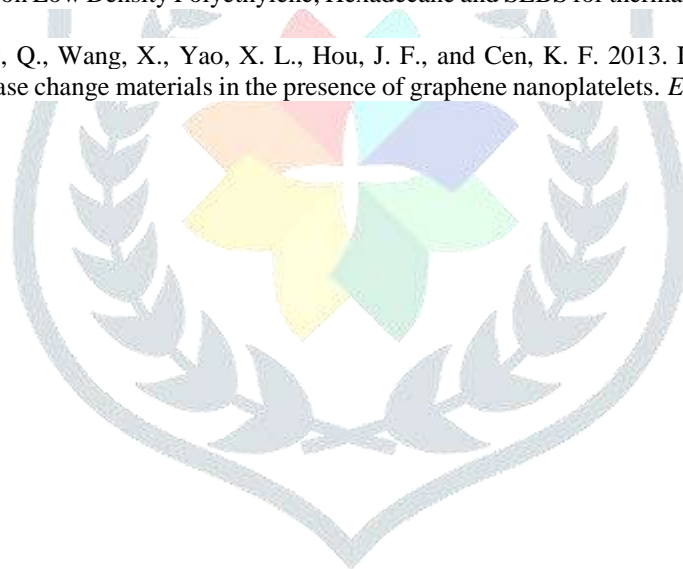 on Low Density Polyethylene, Hexadecane and SEBS for therma
, Q., Wang, X., Yao, X. L., Hou, J. F., and Cen, K. F. 2013.
ase change materials in the presence of graphene nanoplatelets.